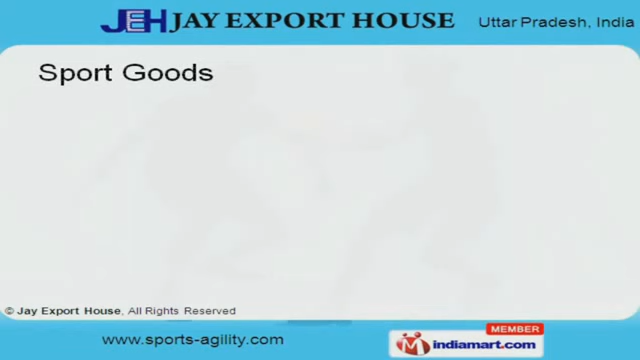 JEH JAY EXPORT HOUSE Uttar Pradesh, India
Sport Goods
© Jay Export House, All Rights Reserved
www.sports-agility.com
MEMBER
indiamart.com